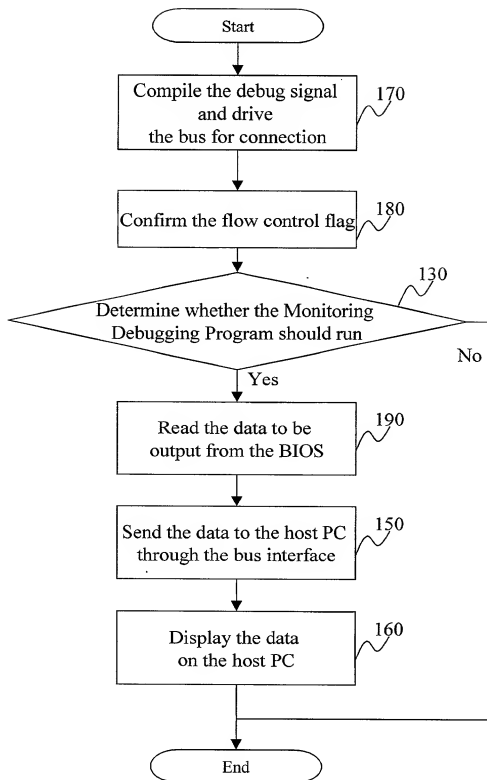 Start
Compile the debug signal
and drive
the bus for connection
170
Confirm the flow control flag
180
130
Determine whether the Monitoring
Debugging Program should run
No
Yes
Read the data to be
output from the BIOS
190
Send the data to the host PC
through the bus interface
150
Display the data
on the host PC
160
End